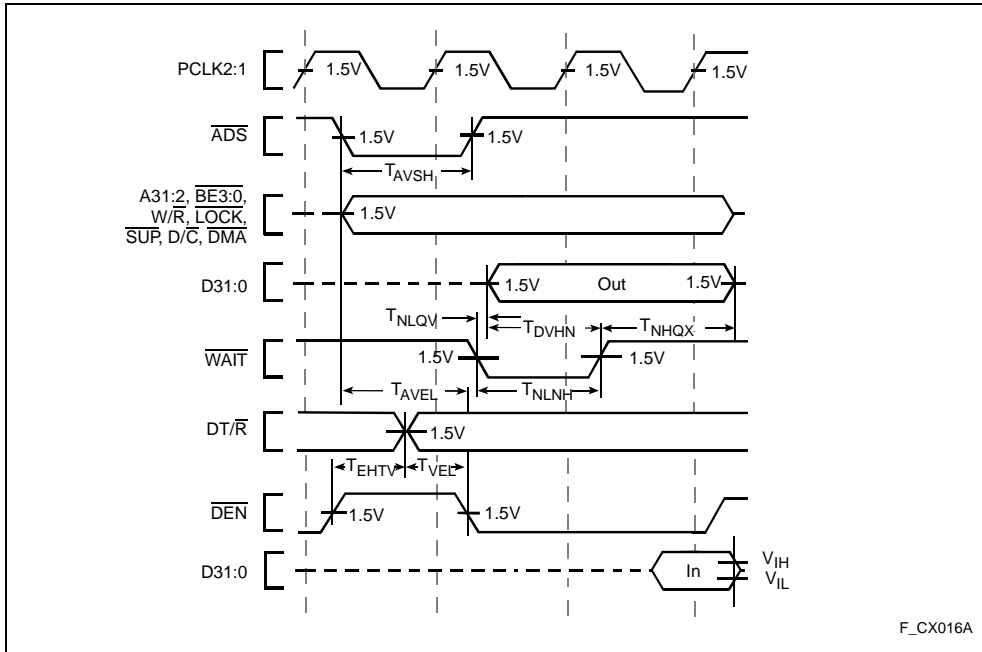 PCLK2:1
1.5V 1.5V 1.5V 1.5V
ADS
1.5V 1.5V
TAVSH
A31:2, BE3:0,
W/R, LOCK,
SUP, D/C, DMA
1.5V
D31:0
1.5V Out 1.5V
TNLQV TDVHN TNHQX
WAIT
1.5V 1.5V
TAVEL TNLNH
DT/R
1.5V
TEHTV TVEL
DEN
1.5V 1.5V
D31:0
In
VIH
VIL
F_CX016A